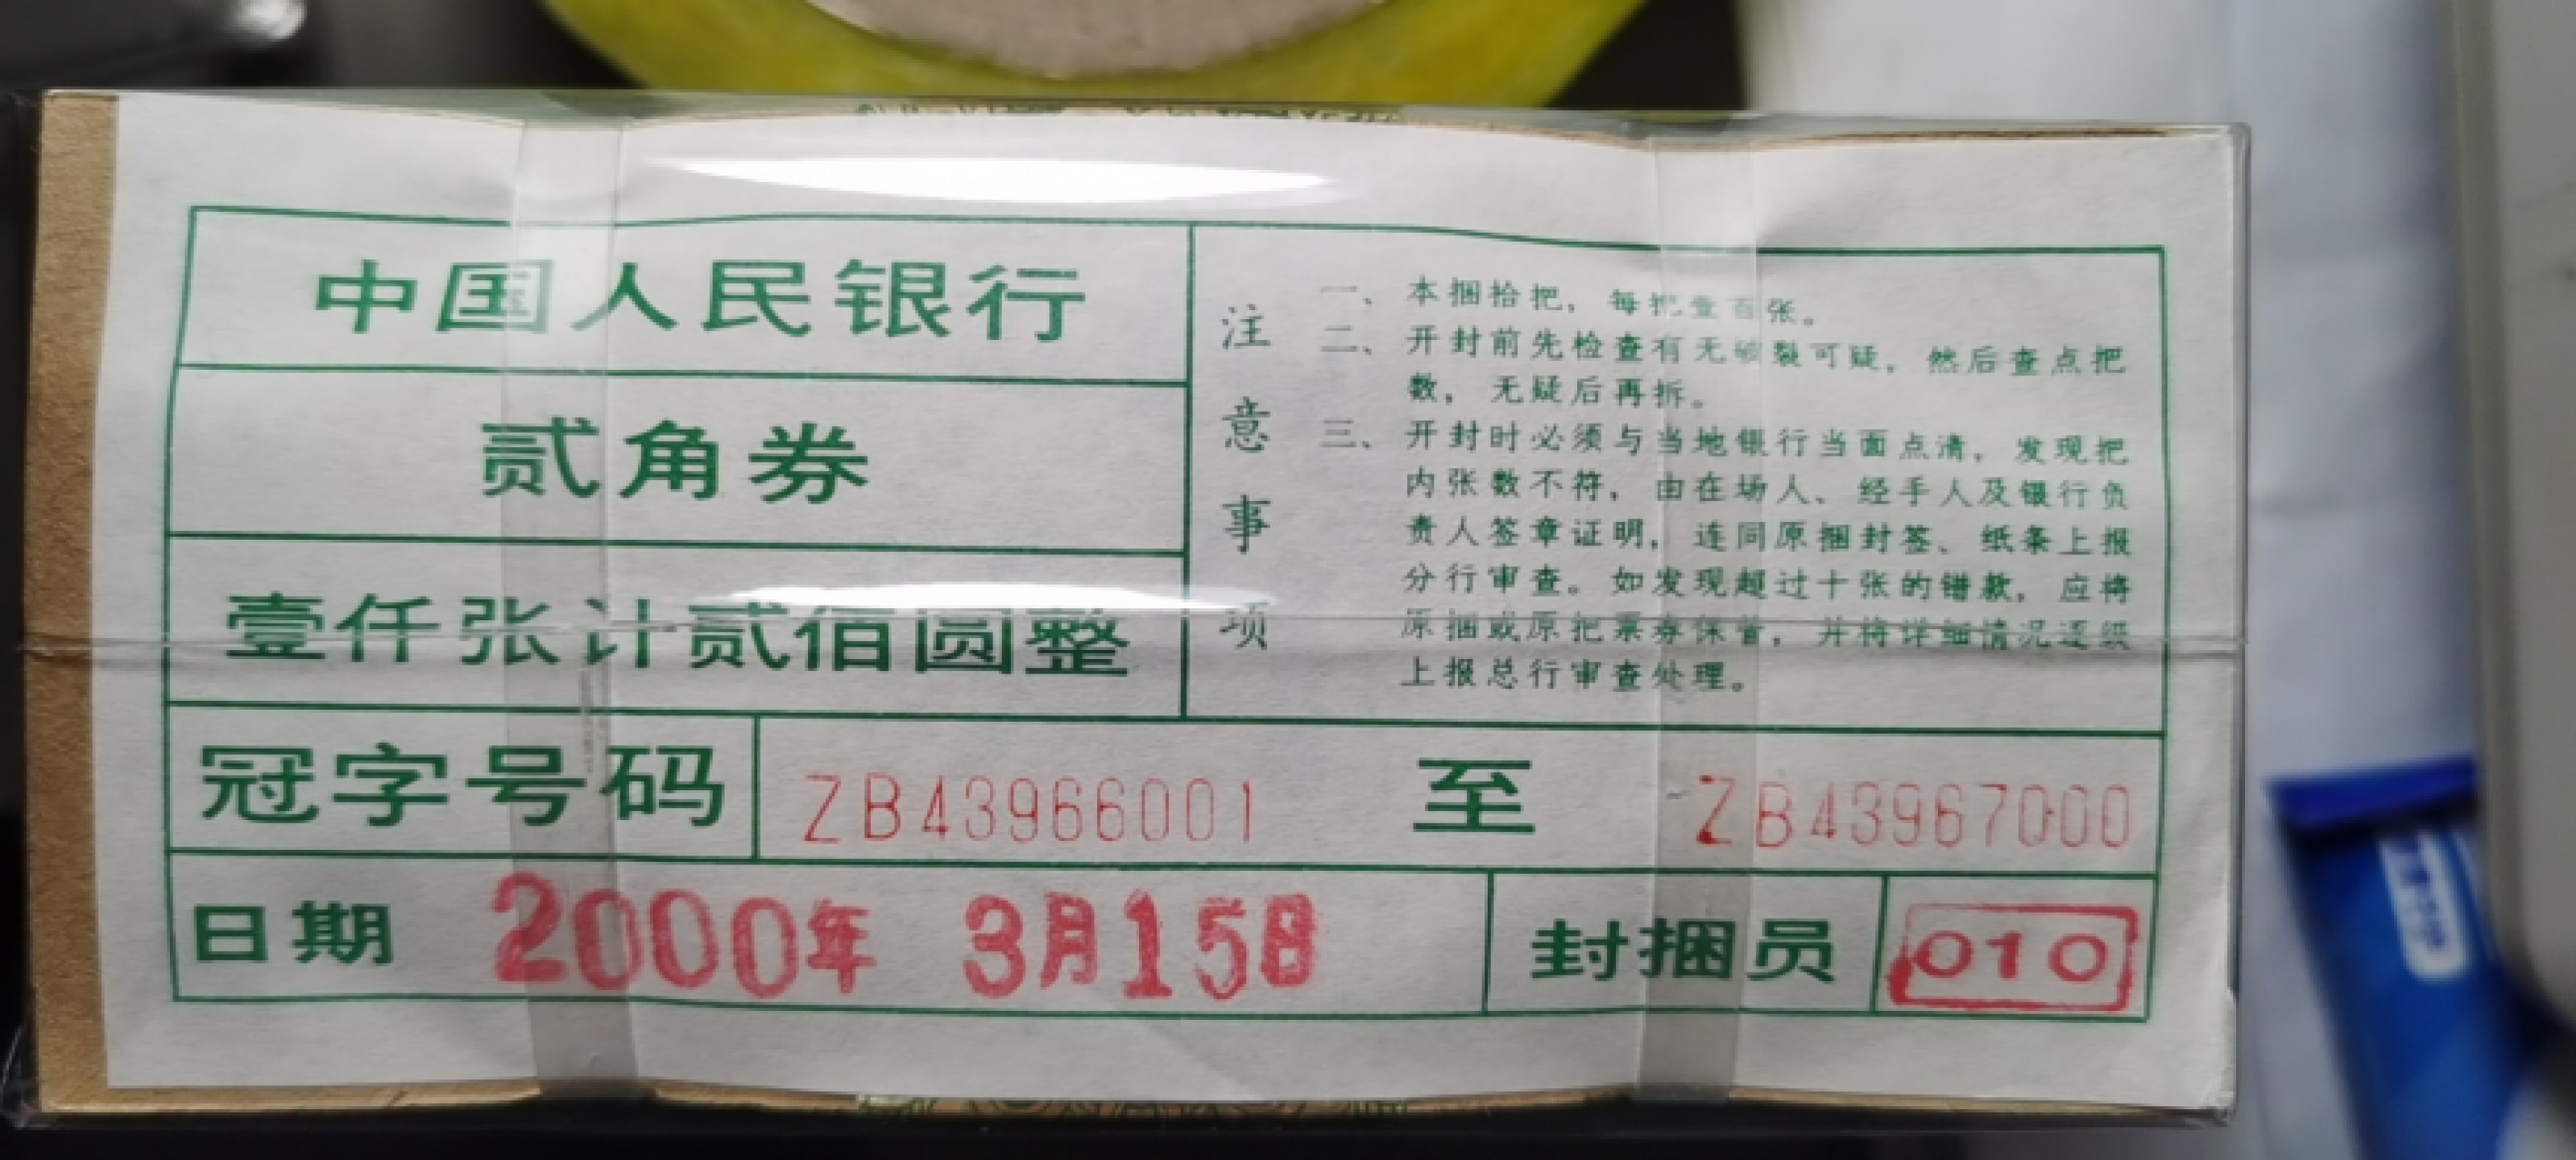 中国人民银行
贰角券
壹仟张计贰佰圆整
注意事项
一、本捆拾把，每把壹百张。
二、开封前先检查有无破裂可疑，然后查点把
数，无疑后再拆。
三、开封时必须与当地银行当面点清，发现把
内张数不符，由在场人、经手人及银行负
责人签章证明，连同原捆封签、纸条上报
分行审查。如发现超过十张的错款，应将
原捆或原把票券保管，并将详细情况逐级
上报总行审查处理。
冠字号码 ZB43966001 至 ZB43967000
日期 2000年 3月15日 封捆员 010